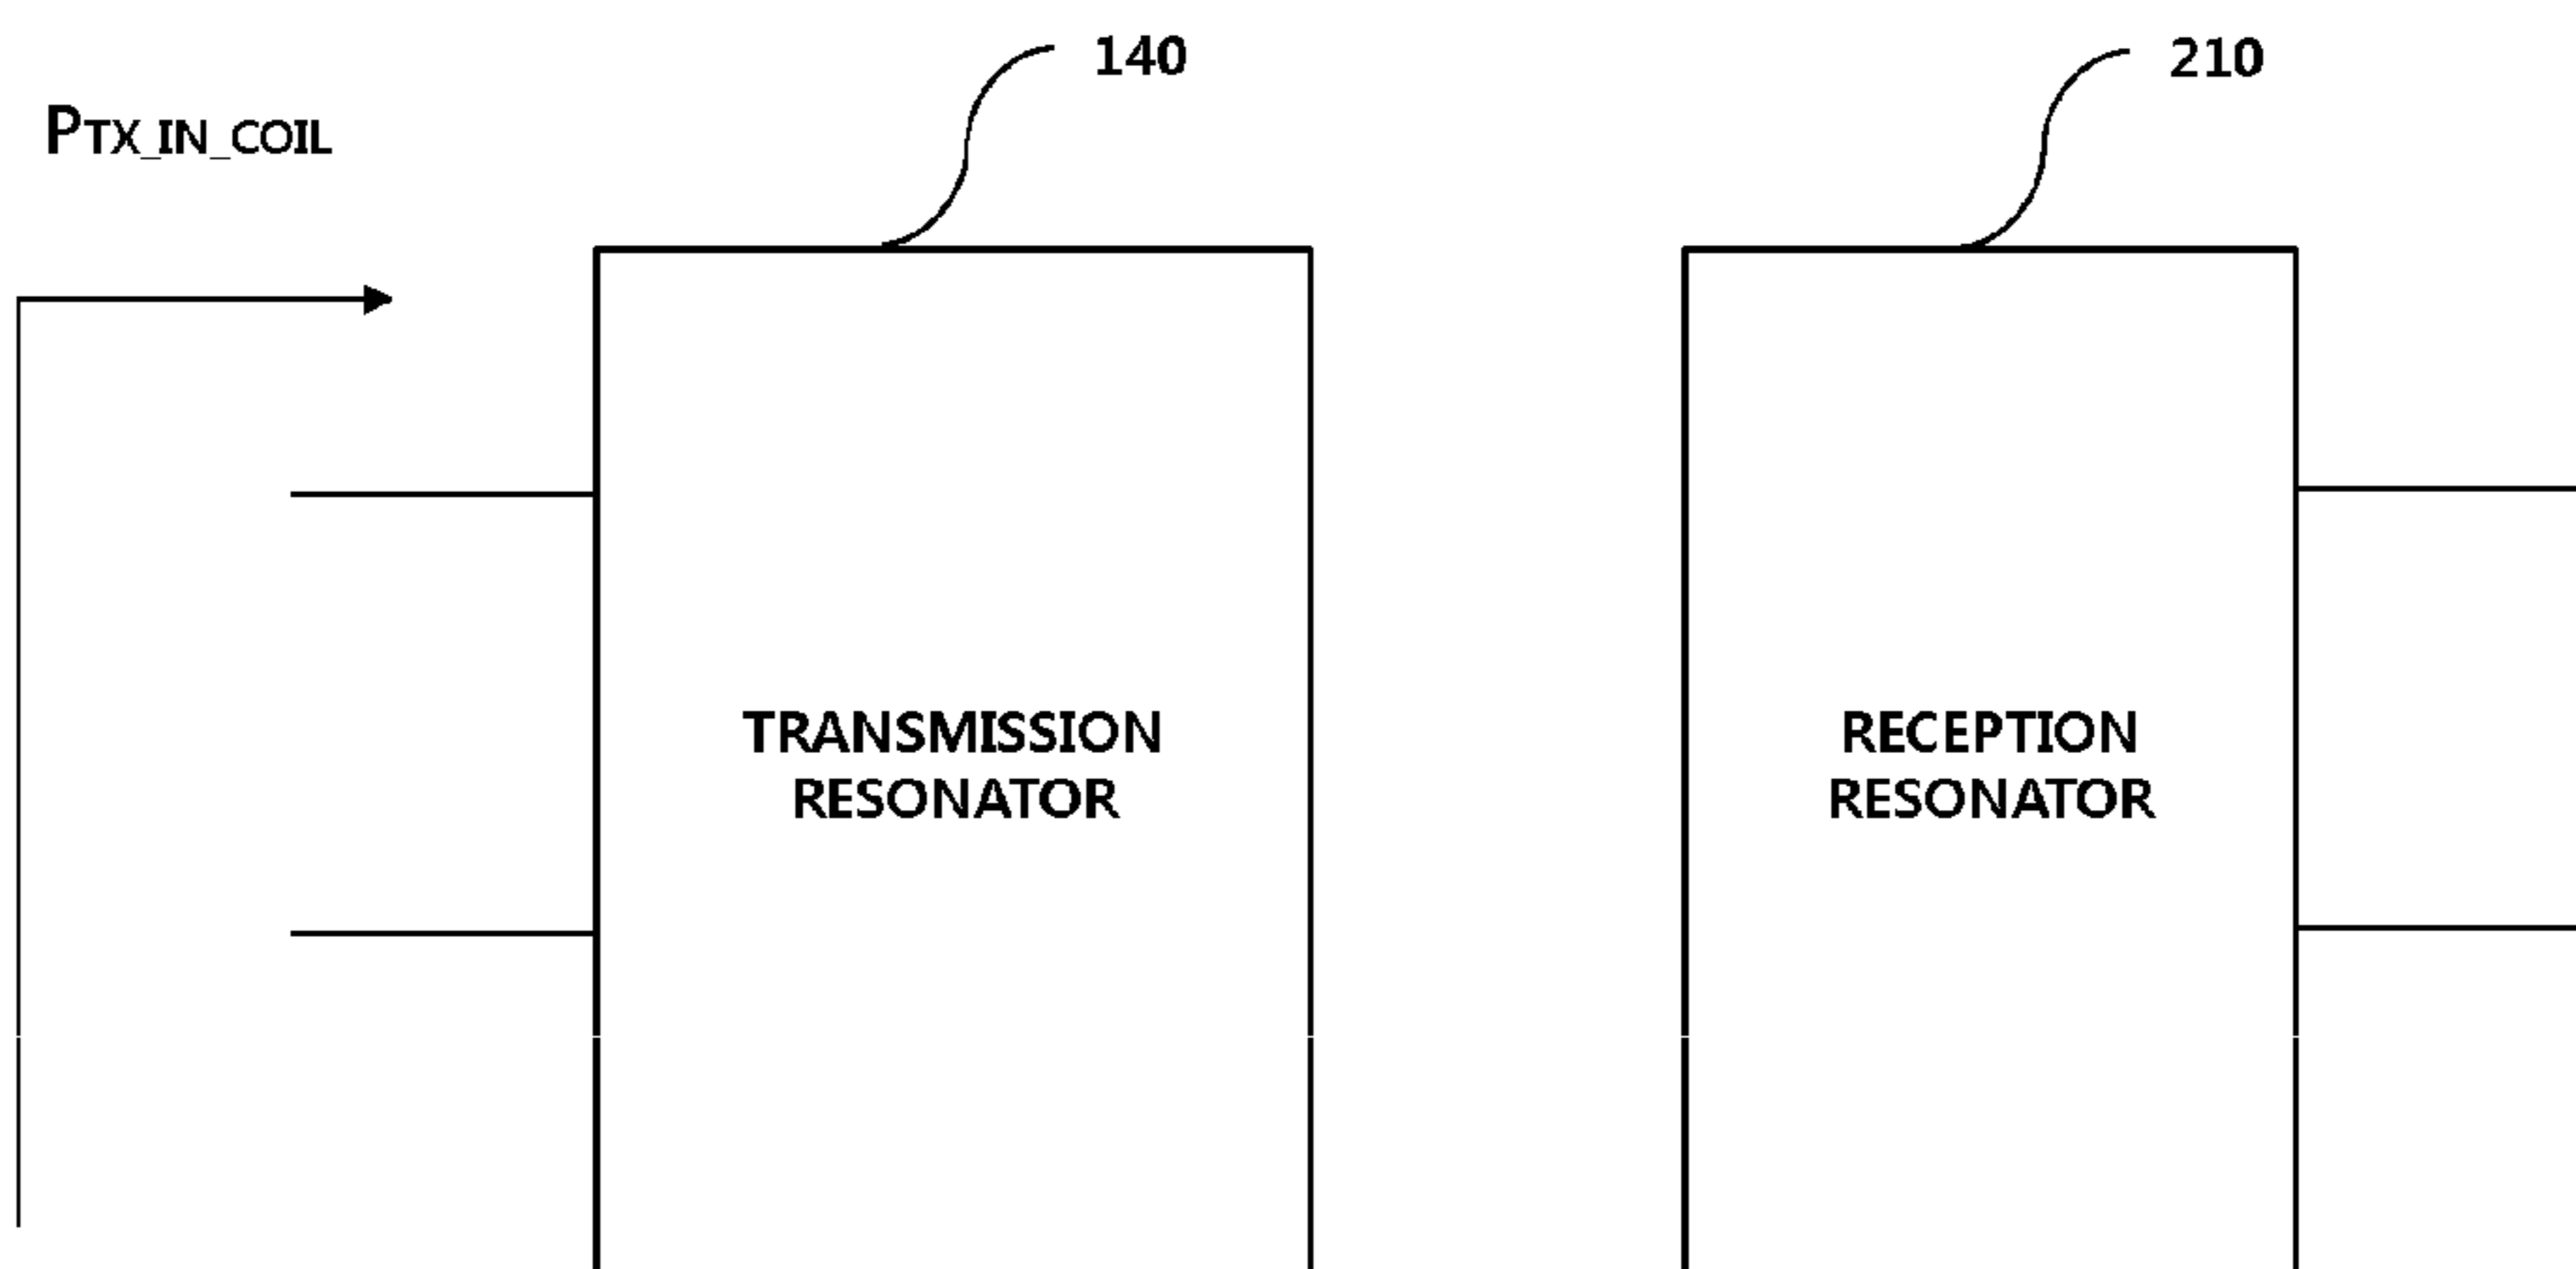 140
210
PTX_IN_COIL
TRANSMISSION
RESONATOR
RECEPTION
RESONATOR